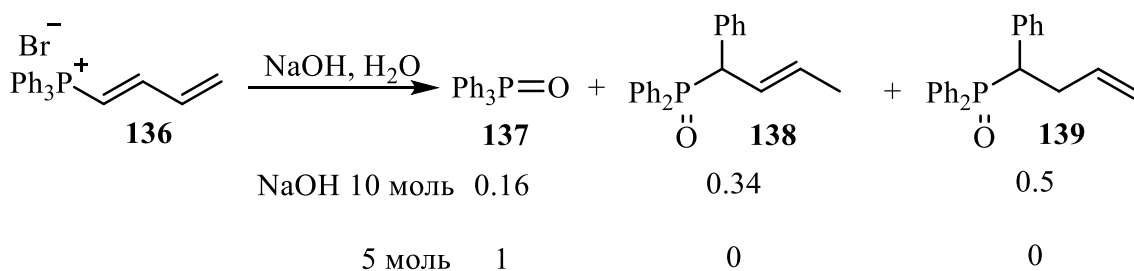 Br⁻
Ph₃P⁺
136
NaOH, H₂O
Ph₃P=O
137
+
Ph
Ph₂P
O
138
+
Ph
Ph₂P
O
139
NaOH 10 моль 0.16 0.34 0.5
5 моль 1 0 0